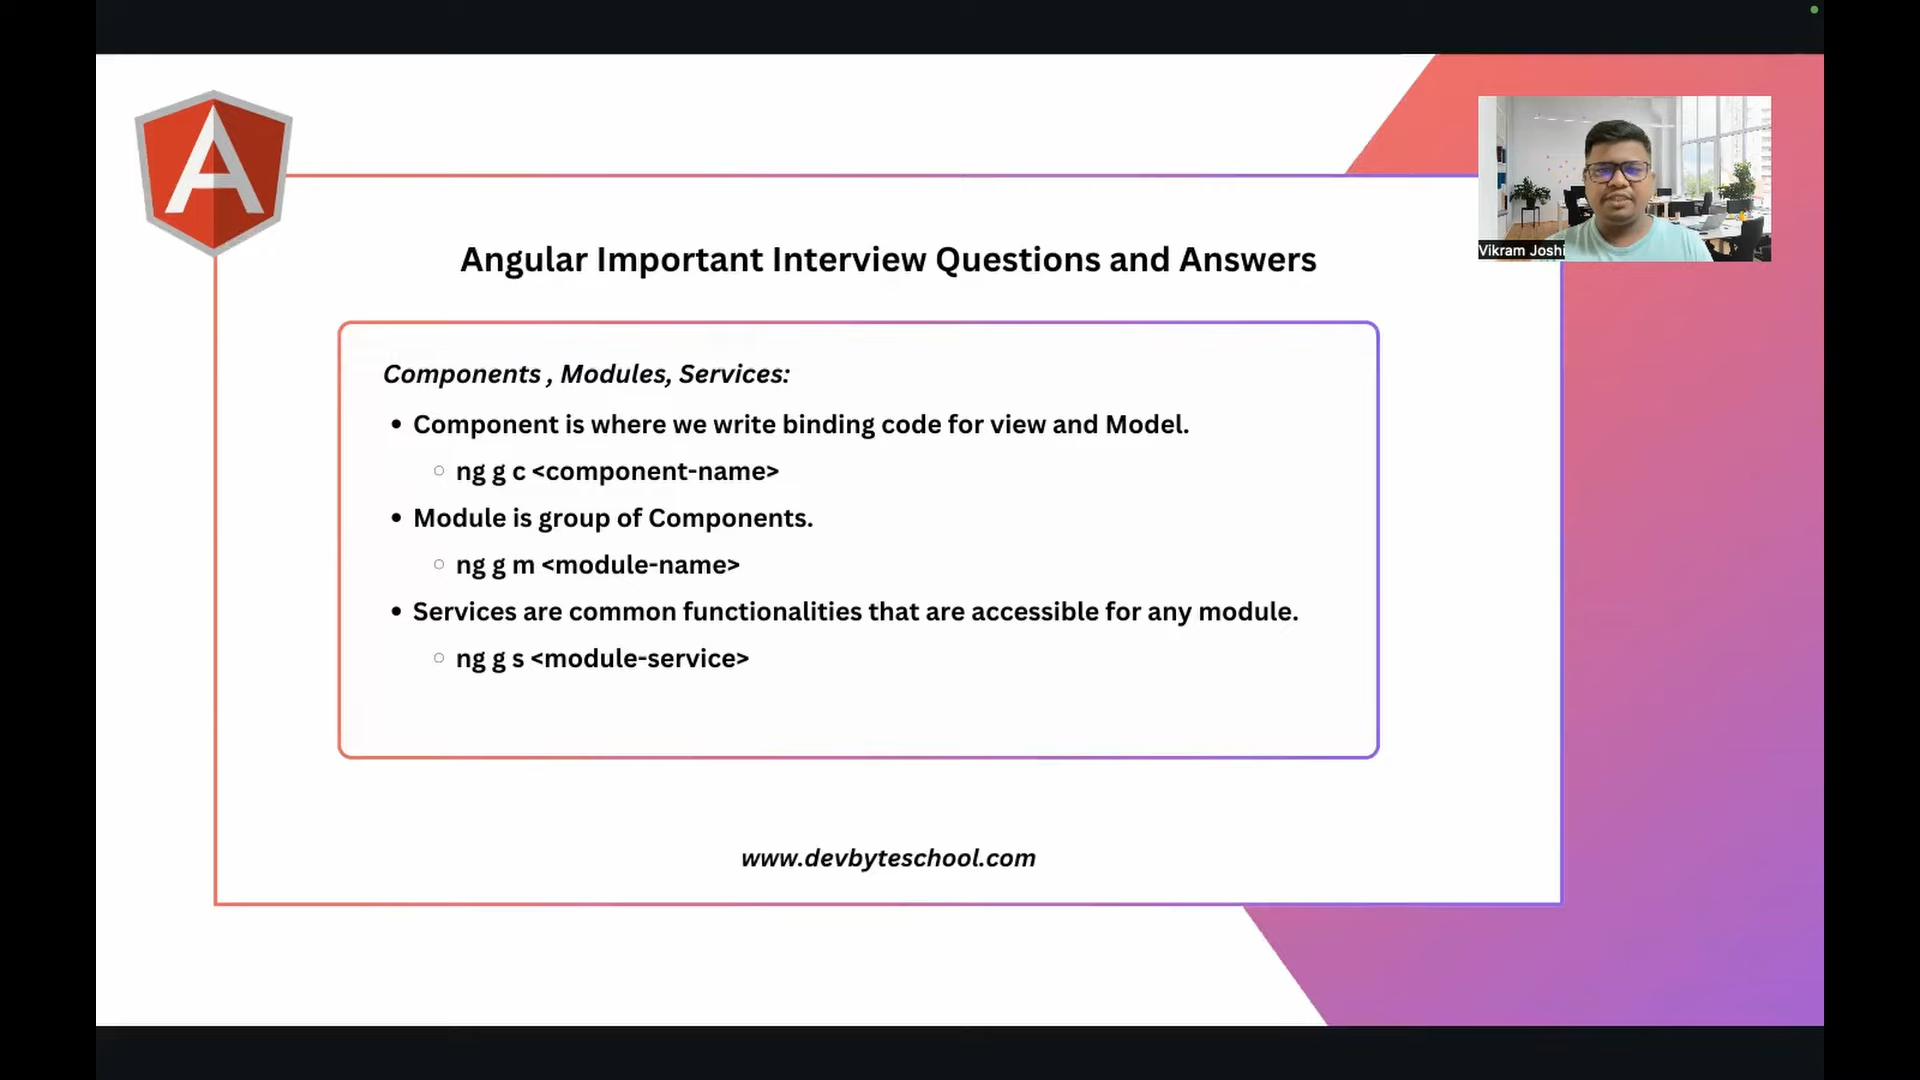 Vikram Joshi
Angular Important Interview Questions and Answers
Components , Modules, Services:
• Component is where we write binding code for view and Model.
○ ng g c <component-name>
• Module is group of Components.
○ ng g m <module-name>
• Services are common functionalities that are accessible for any module.
○ ng g s <module-service>
www.devbyteschool.com